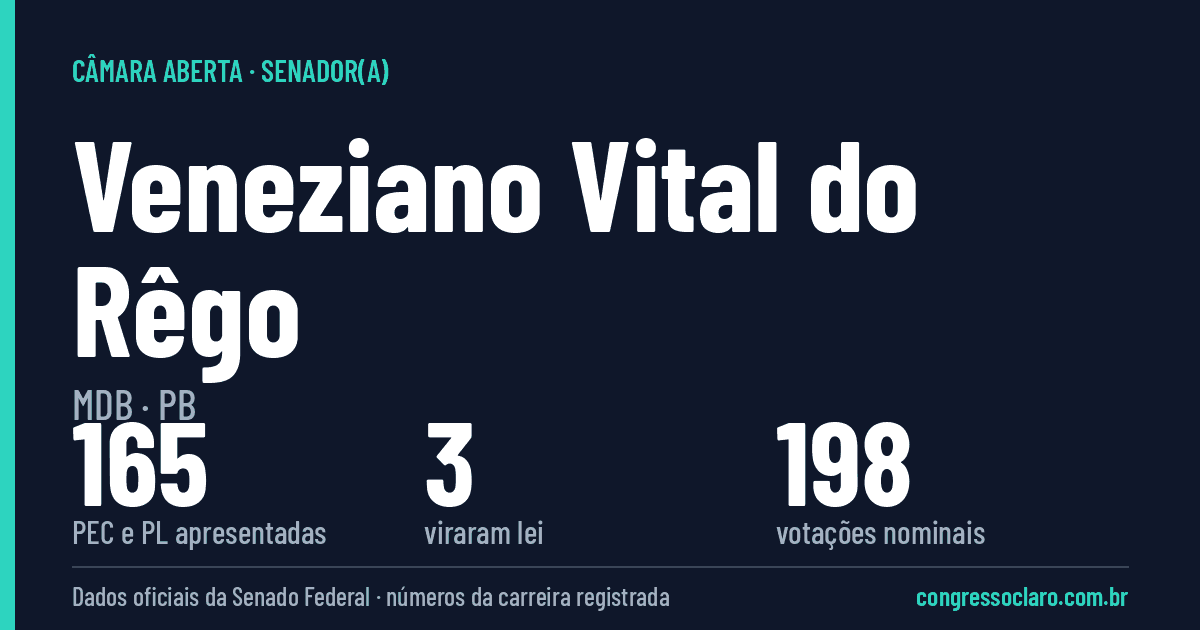 CÂMARA ABERTA · SENADOR(A)
Veneziano Vital do
Rêgo
MDB · PB
165
3
198
PEC e PL apresentadas
viraram lei
votações nominais
Dados oficiais da Senado Federal · números da carreira registrada
congressoclaro.com.br